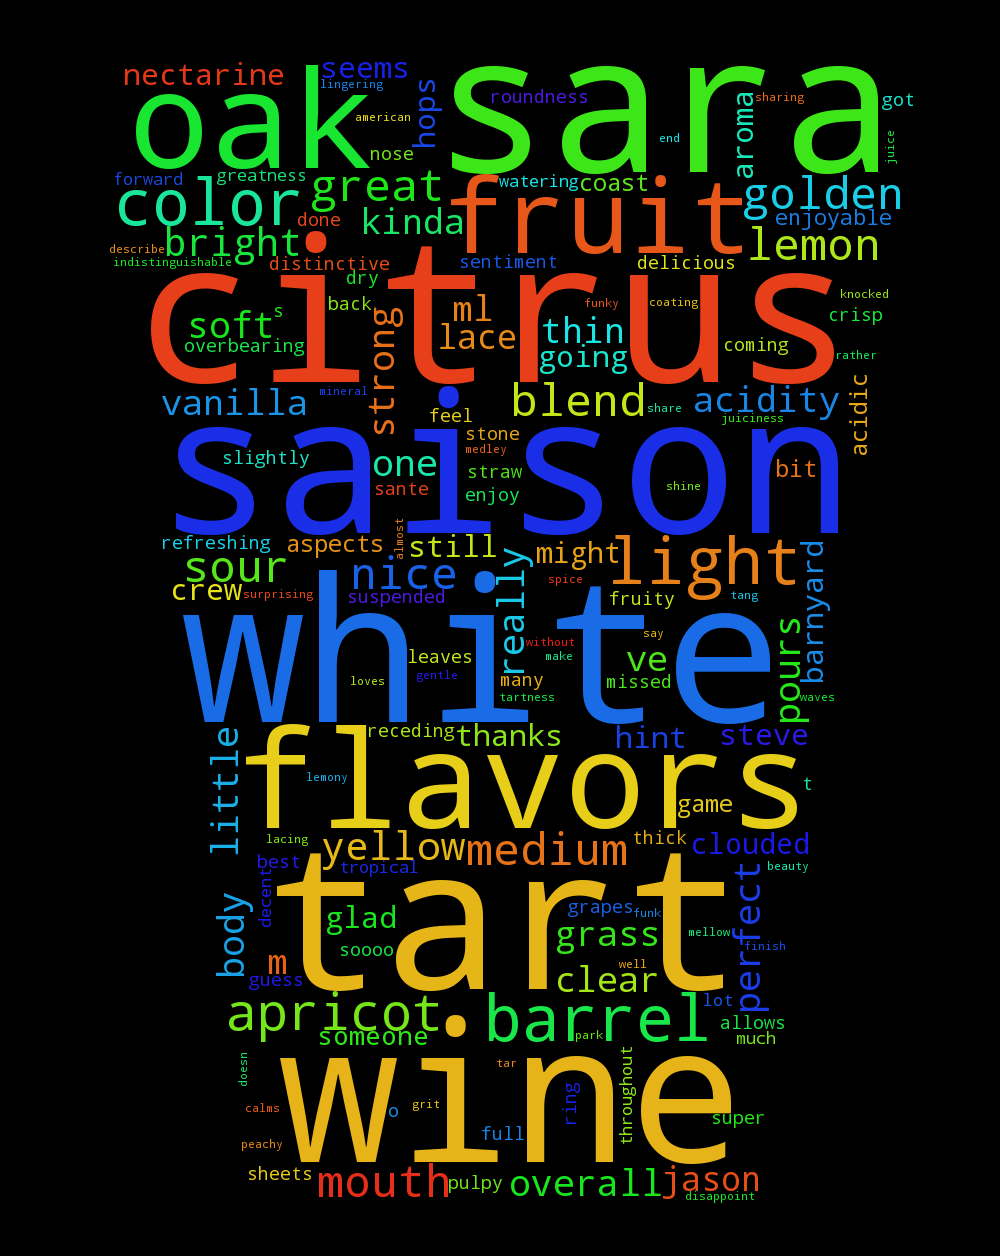 nectarine seems
lingering
oak sara
american
hops
roundness
aroma
sharing
got
nose
end
juice
forward greatness
color great
watering coast
golden
done
kinda
fruit
enjoyable
describe bright
lemon
indistinguishable
distinctive
sentiment
delicious
dry
citrus
back
s
soft
strong
ml
funky
coating
knocked
crisp
overbearing
lace
thin
going
coming
rather
vanilla
mineral
feel
blend
share
acidity
juiciness
acidic
saison
slightly
one
stone
medley
straw
bit
sante
enjoy
shine
refreshing
aspects
almost
still
might
light
barnyard
sour
nice
really
crew
surprising
suspended
spice
fruity
tang
white
leaves
without
say
make
ve
pours
loves
gentle
many
missed
tartness
waves
little
receding thanks
hint
steve
flavors
lemony
t
game
lacing
yellow medium
thick
clouded
best
tropical
beauty
tart
decent
perfect
body
glad
grapes funk
grass
mellow
soooo
finish
m
well
guess
clear
apricot
barrel
lot
allows
someone
park
much
wine
doesn
tar
throughout
ring
calms
o
grit
super
peachy
full
sheets
mouth
pulpy overall
jason
disappoint